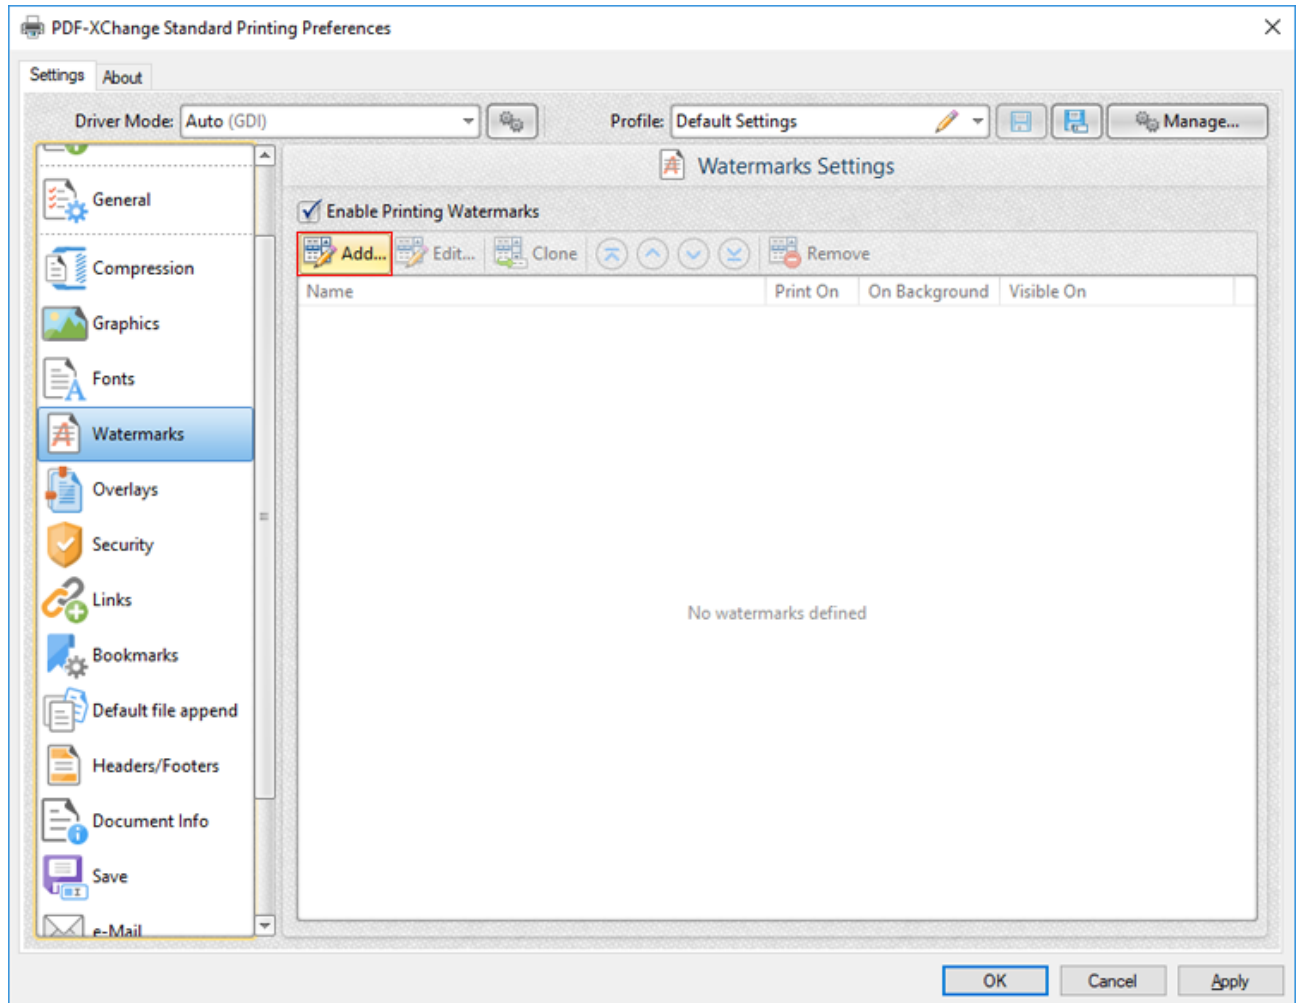 PDF-XChange Standard Printing Preferences
Settings About
Driver Mode: Auto (GDI) Profile: Default Settings Manage...
Watermarks Settings
General
Enable Printing Watermarks
Add... Edit... Clone Remove
Compression
Name Print On On Background Visible On
Graphics
Fonts
Watermarks
Overlays
Security
Links
No watermarks defined
Bookmarks
Default file append
Headers/Footers
Document Info
Save
e-Mail
OK Cancel Apply